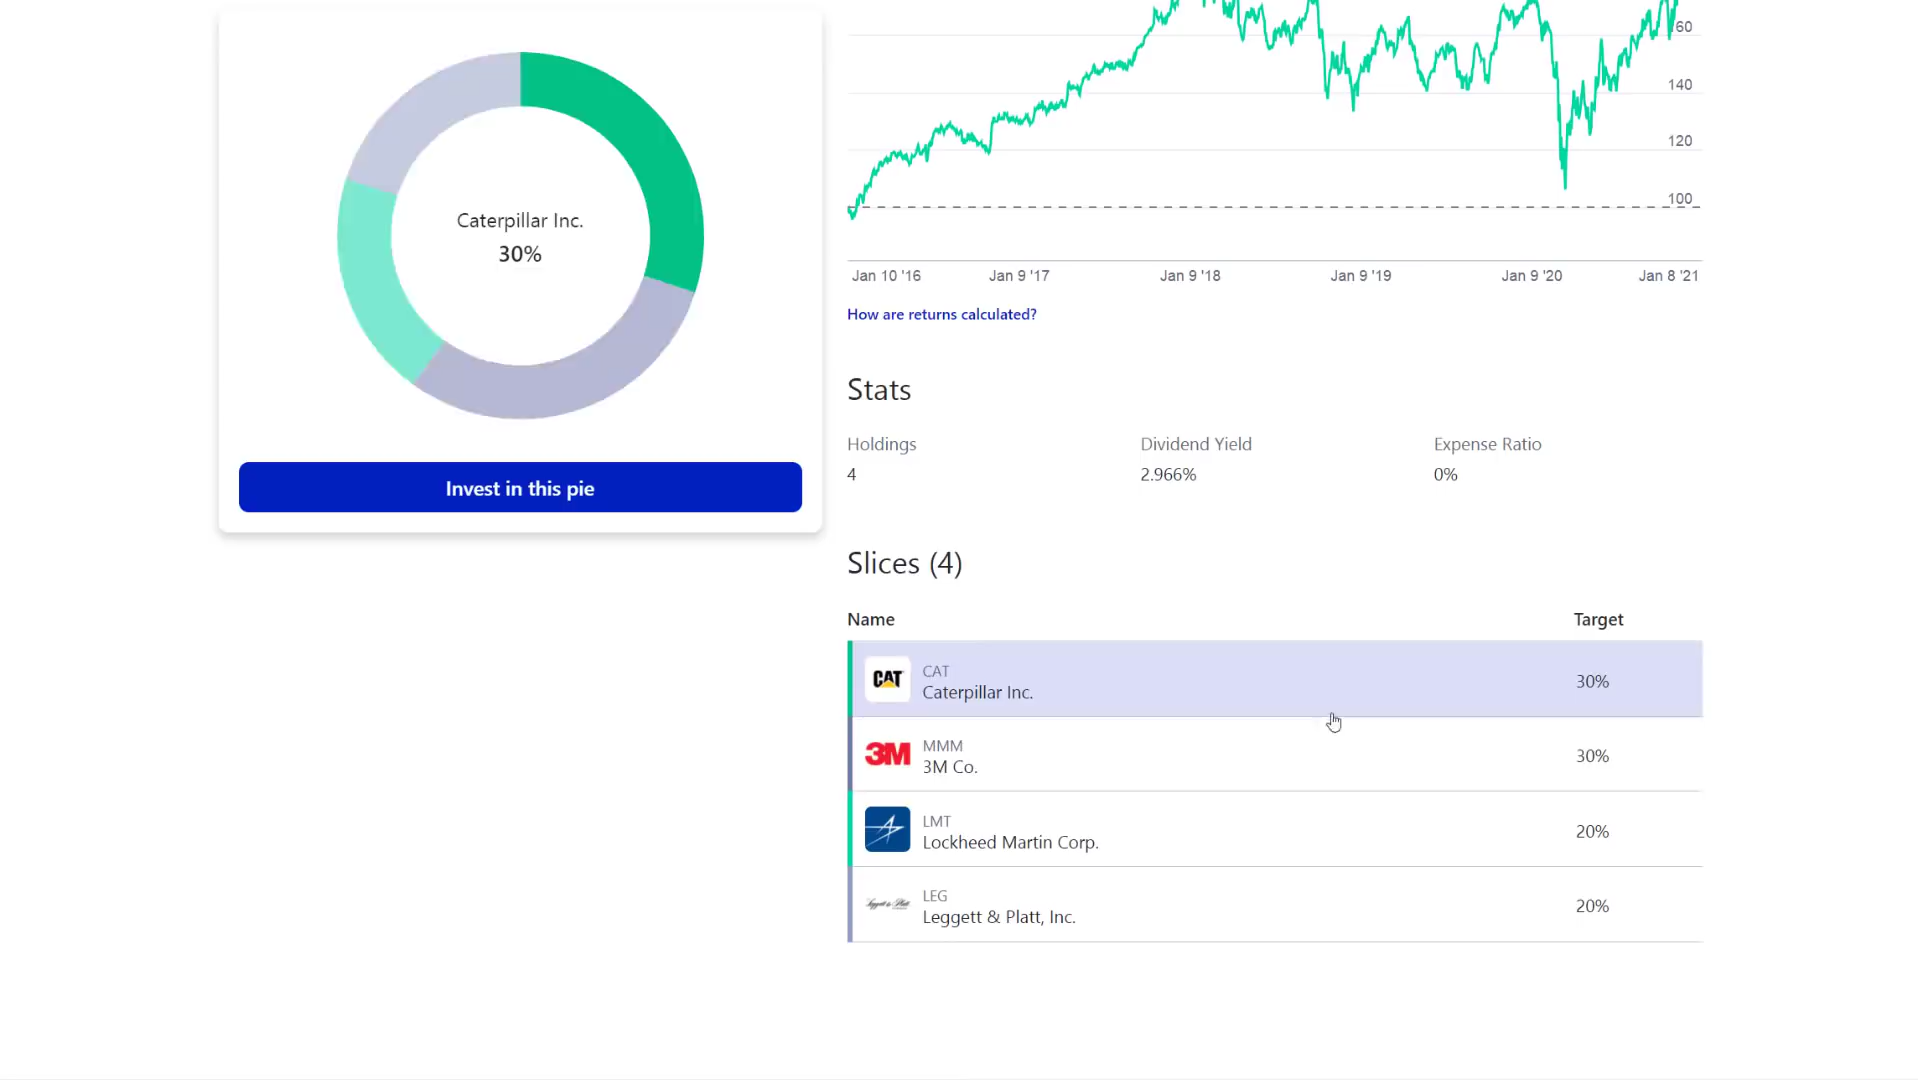 Caterpillar Inc.
30%
Invest in this pie
60
140
120
100
Jan 10 '16
Jan 9 '17
Jan 9 '18
Jan 9 '19
Jan 9 '20
Jan 8 '21
How are returns calculated?
Stats
Holdings
4
Dividend Yield
2.966%
Expense Ratio
0%
Slices (4)
Name
Target
CAT
CAT
Caterpillar Inc.
30%
3M
MMM
3M Co.
30%
LMT
Lockheed Martin Corp.
20%
LEG
Leggett & Platt, Inc.
20%